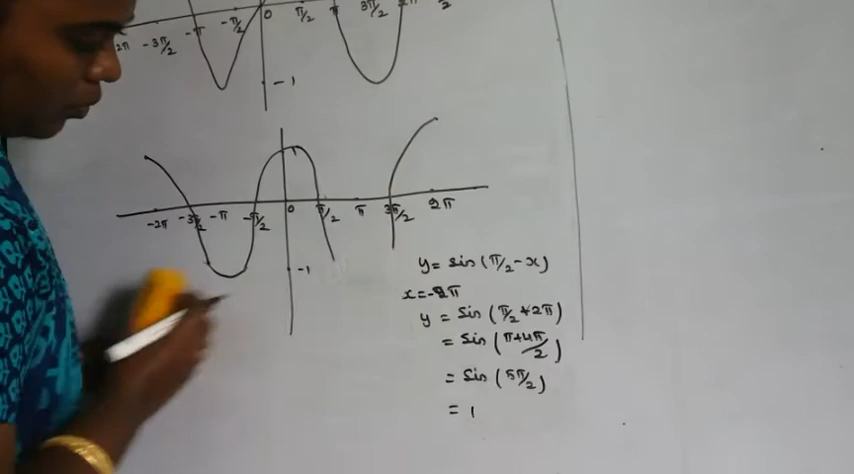 2π -3π/2 -π -π/2 0 π/2 π 3π/2 2π
-1
-2π -3π/2 -π -π/2 0 π/2 π 3π/2 2π
-1
y = sin(π/2 - x)
x = -2π
y = sin(π/2 + 2π)
= sin(π+4π/2)
= sin(5π/2)
= 1